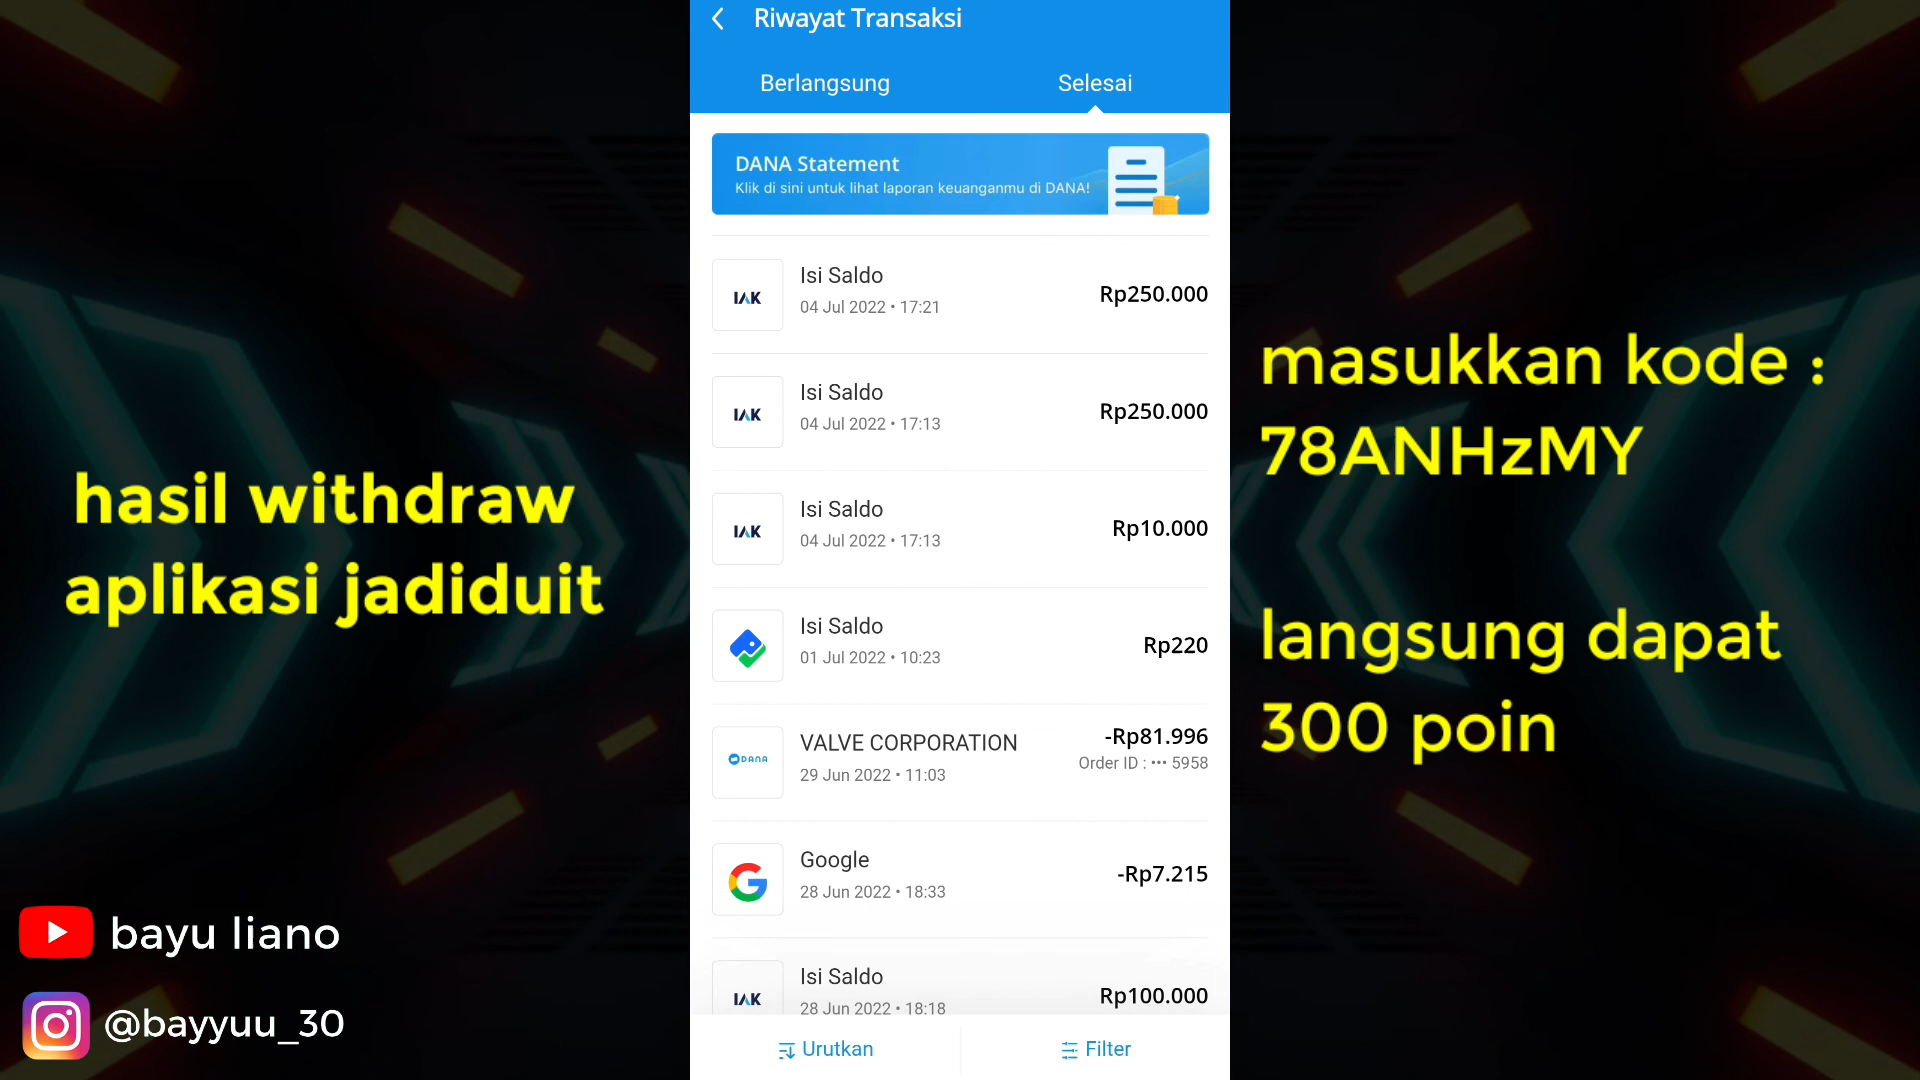 hasil withdraw
aplikasi jadiduit
bayu liano
@bayyuu_30
Riwayat Transaksi
Berlangsung
Selesai
DANA Statement
Klik di sini untuk lihat laporan keuanganmu di DANA!
IAK
Isi Saldo
04 Jul 2022 • 17:21
Rp250.000
IAK
Isi Saldo
04 Jul 2022 • 17:13
Rp250.000
IAK
Isi Saldo
04 Jul 2022 • 17:13
Rp10.000
Isi Saldo
01 Jul 2022 • 10:23
Rp220
DANA
VALVE CORPORATION
29 Jun 2022 • 11:03
-Rp81.996
Order ID : ••• 5958
Google
28 Jun 2022 • 18:33
-Rp7.215
IAK
Isi Saldo
28 Jun 2022 • 18:18
Rp100.000
Urutkan
Filter
masukkan kode :
78ANHzMY
langsung dapat
300 poin